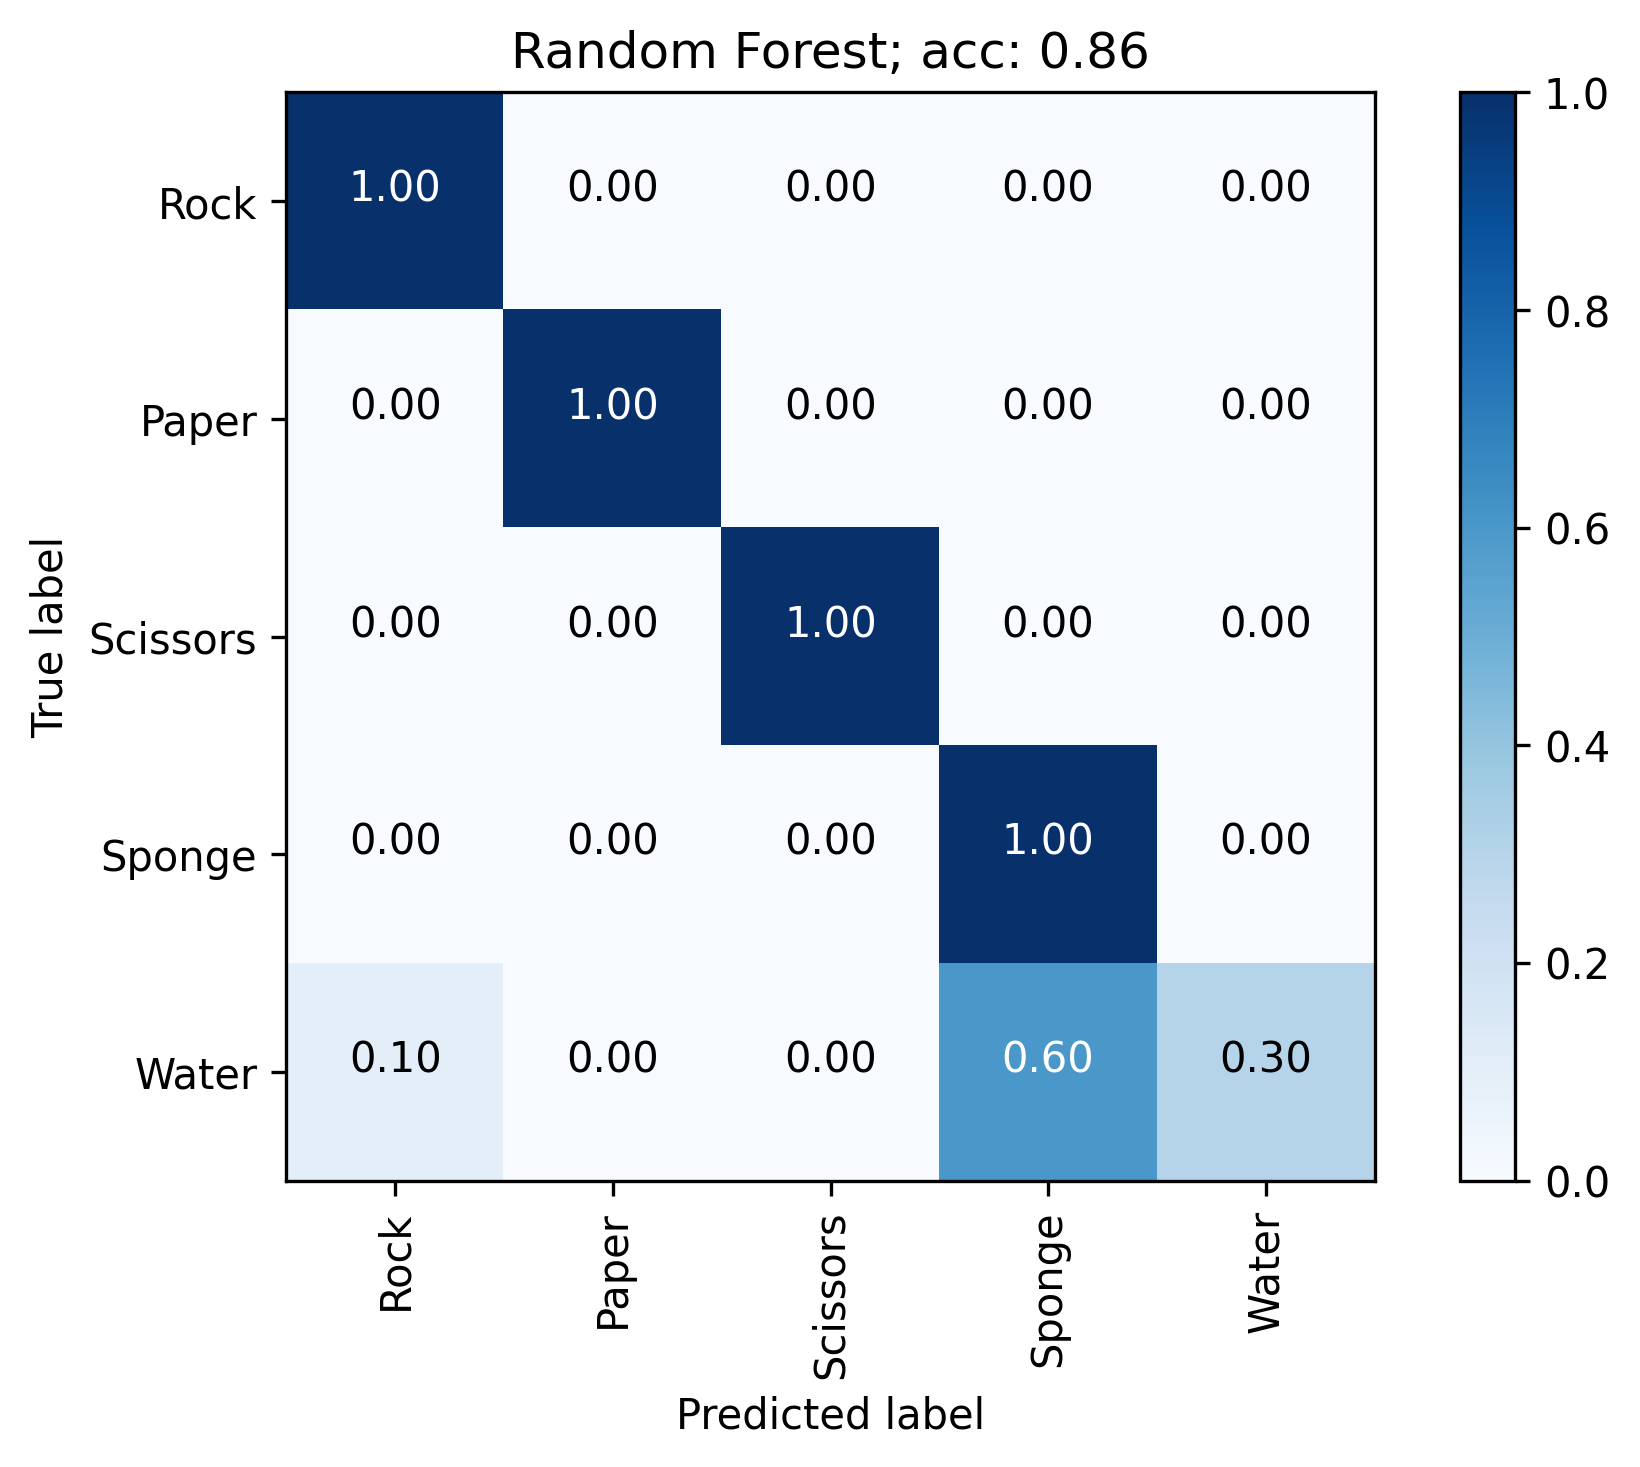 Random Forest; acc: 0.86
True label
Rock 1.00 0.00 0.00 0.00 0.00
Paper 0.00 1.00 0.00 0.00 0.00
Scissors 0.00 0.00 1.00 0.00 0.00
Sponge 0.00 0.00 0.00 1.00 0.00
Water 0.10 0.00 0.00 0.60 0.30
Rock Paper Scissors Sponge Water
Predicted label
1.0
0.8
0.6
0.4
0.2
0.0